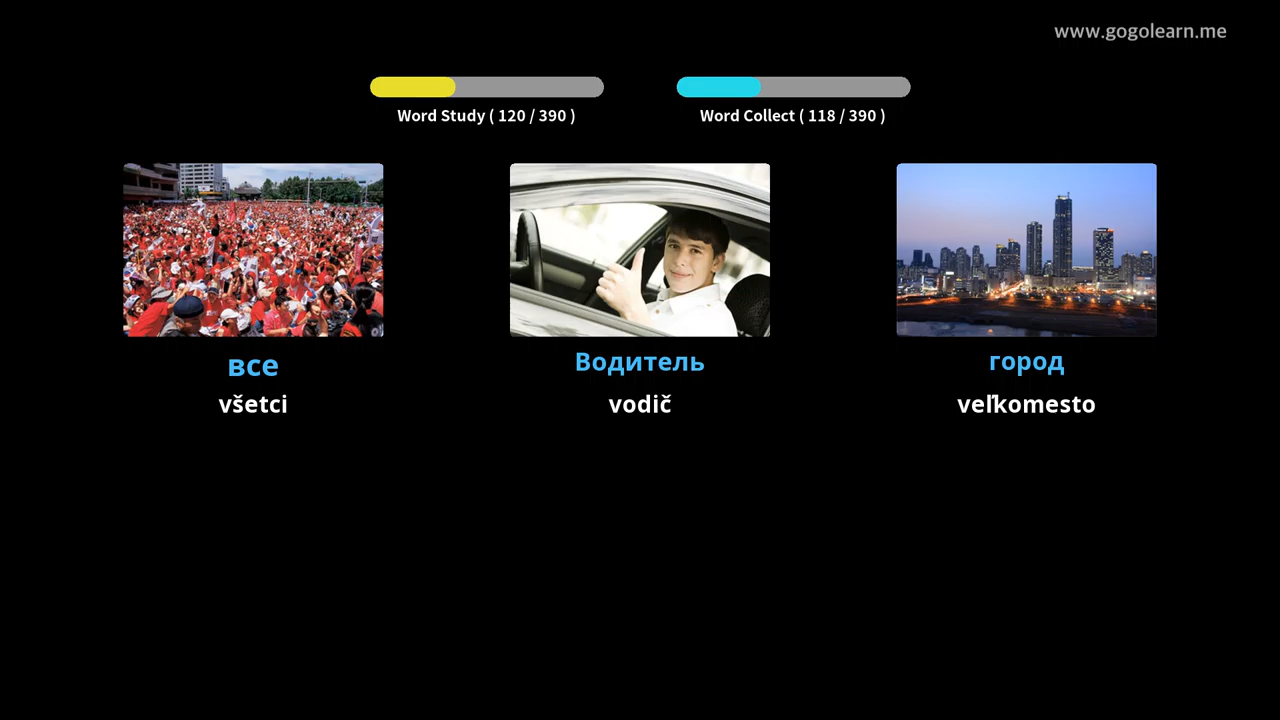 www.gogolearn.me
Word Study ( 120 / 390 )
Word Collect ( 118 / 390 )
все
Водитель
город
všetci
vodič
veľkomesto